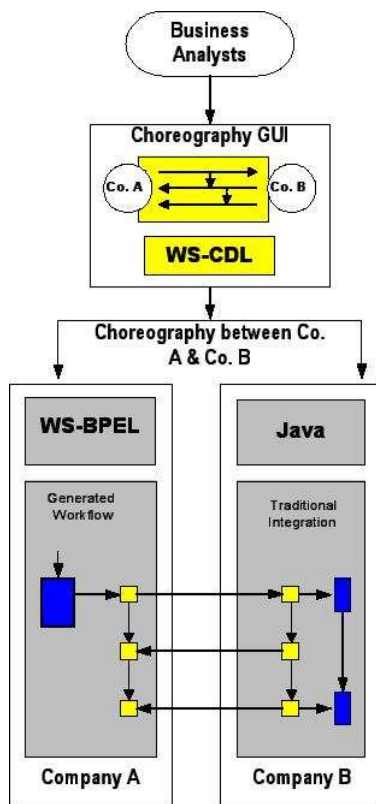 Business
Analysts
Choreography GUI
Co. A
Co. B
WS-CDL
Choreography between Co.
A & Co. B
WS-BPEL
Java
Generated
Workflow
Traditional
Integration
Company A
Company B